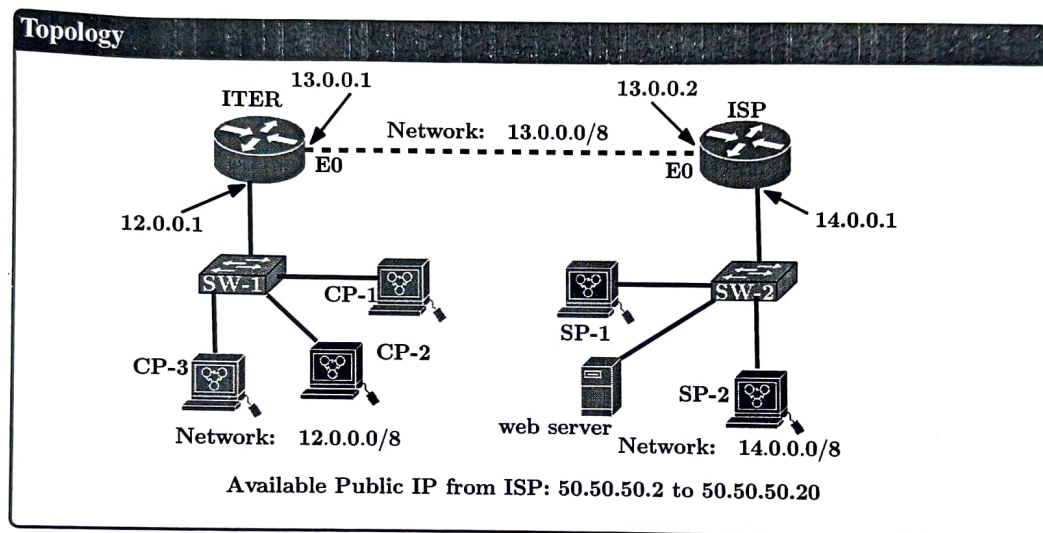 Topology
13.0.0.1
13.0.0.2
ITER
ISP
Network: 13.0.0.0/8
E0
E0
12.0.0.1
14.0.0.1
SW-1
CP-1
SW-2
SP-1
CP-3
CP-2
SP-2
web server
Network: 12.0.0.0/8
Network: 14.0.0.0/8
Available Public IP from ISP: 50.50.50.2 to 50.50.50.20